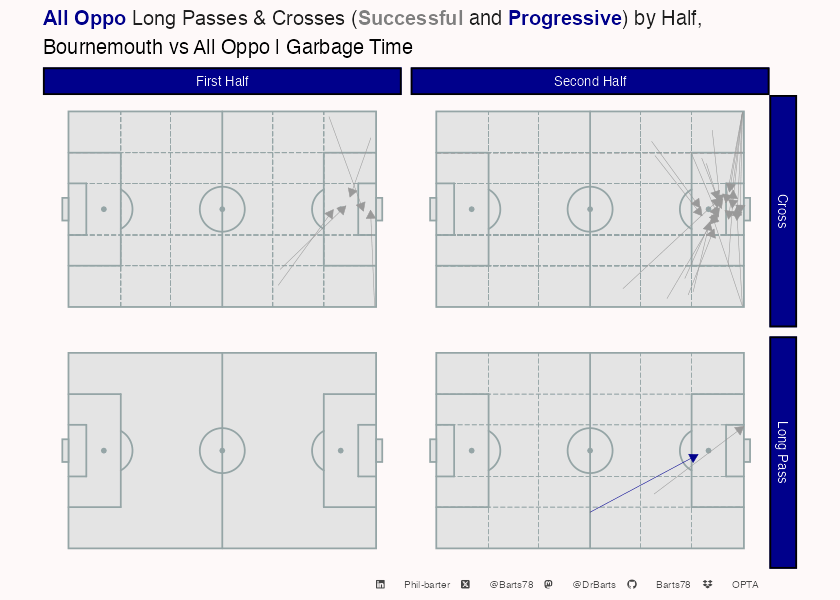 All Oppo Long Passes & Crosses (Successful and Progressive) by Half,
Bournemouth vs All Oppo I Garbage Time
First Half
Second Half
Cross
Long Pass
Phil-barter @Barts78 @DrBarts Barts78 OPTA